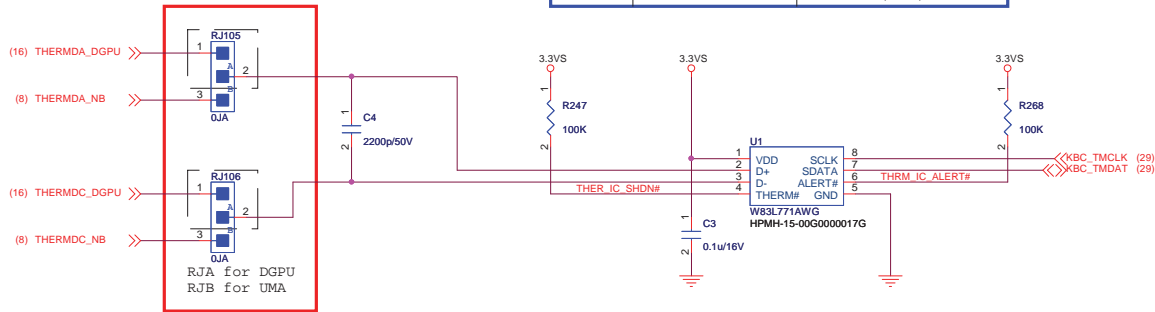 RJ105
(16) THERMDA_DGPU
1
A
2
B
(8) THERMDA_NB
3
0JA
C4
1
2
2200p/50V
RJ106
(16) THERMDC_DGPU
1
A
2
B
(8) THERMDC_NB
3
0JA
RJA for DGPU
RJB for UMA
3.3VS
1
R247
100K
2
THER_IC_SHDN#
3.3VS
1
C3
0.1u/16V
2
U1
1 VDD SCLK 8
2 D+ SDATA 7
3 D- ALERT# 6
4 THERM# GND 5
W83L771AWG
HPMH-15-00G0000017G
3.3VS
1
R268
100K
2
KBC_TMCLK (29)
KBC_TMDAT (29)
THRM_IC_ALERT#